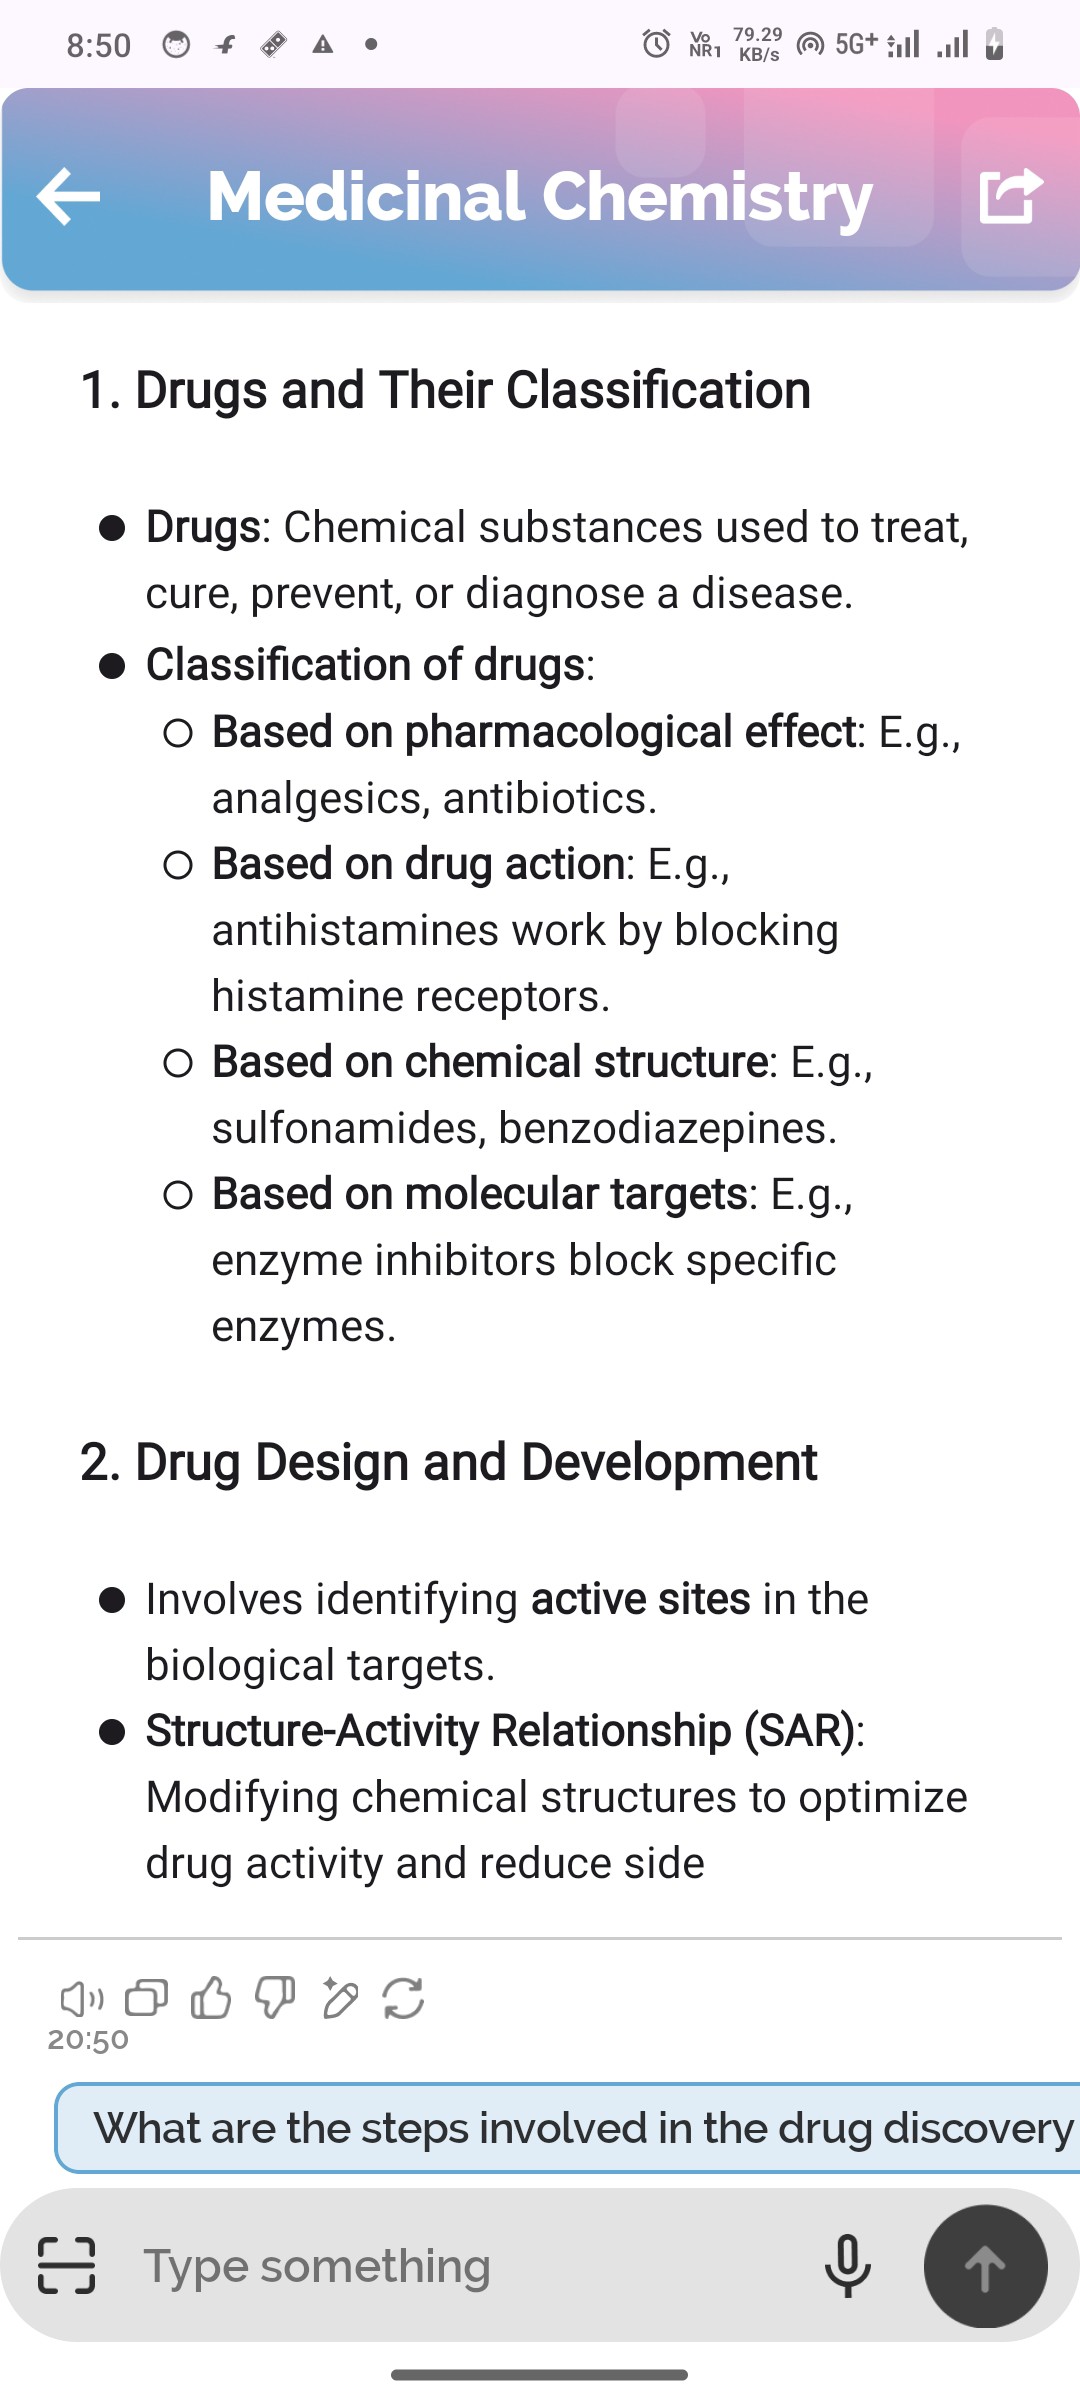 8:50
Vo NR1
79.29 KB/s
5G+
Medicinal Chemistry
1. Drugs and Their Classification
Drugs: Chemical substances used to treat,
cure, prevent, or diagnose a disease.
Classification of drugs:
Based on pharmacological effect: E.g.,
analgesics, antibiotics.
Based on drug action: E.g.,
antihistamines work by blocking
histamine receptors.
Based on chemical structure: E.g.,
sulfonamides, benzodiazepines.
Based on molecular targets: E.g.,
enzyme inhibitors block specific
enzymes.
2. Drug Design and Development
Involves identifying active sites in the
biological targets.
Structure-Activity Relationship (SAR):
Modifying chemical structures to optimize
drug activity and reduce side
20:50
What are the steps involved in the drug discovery
Type something